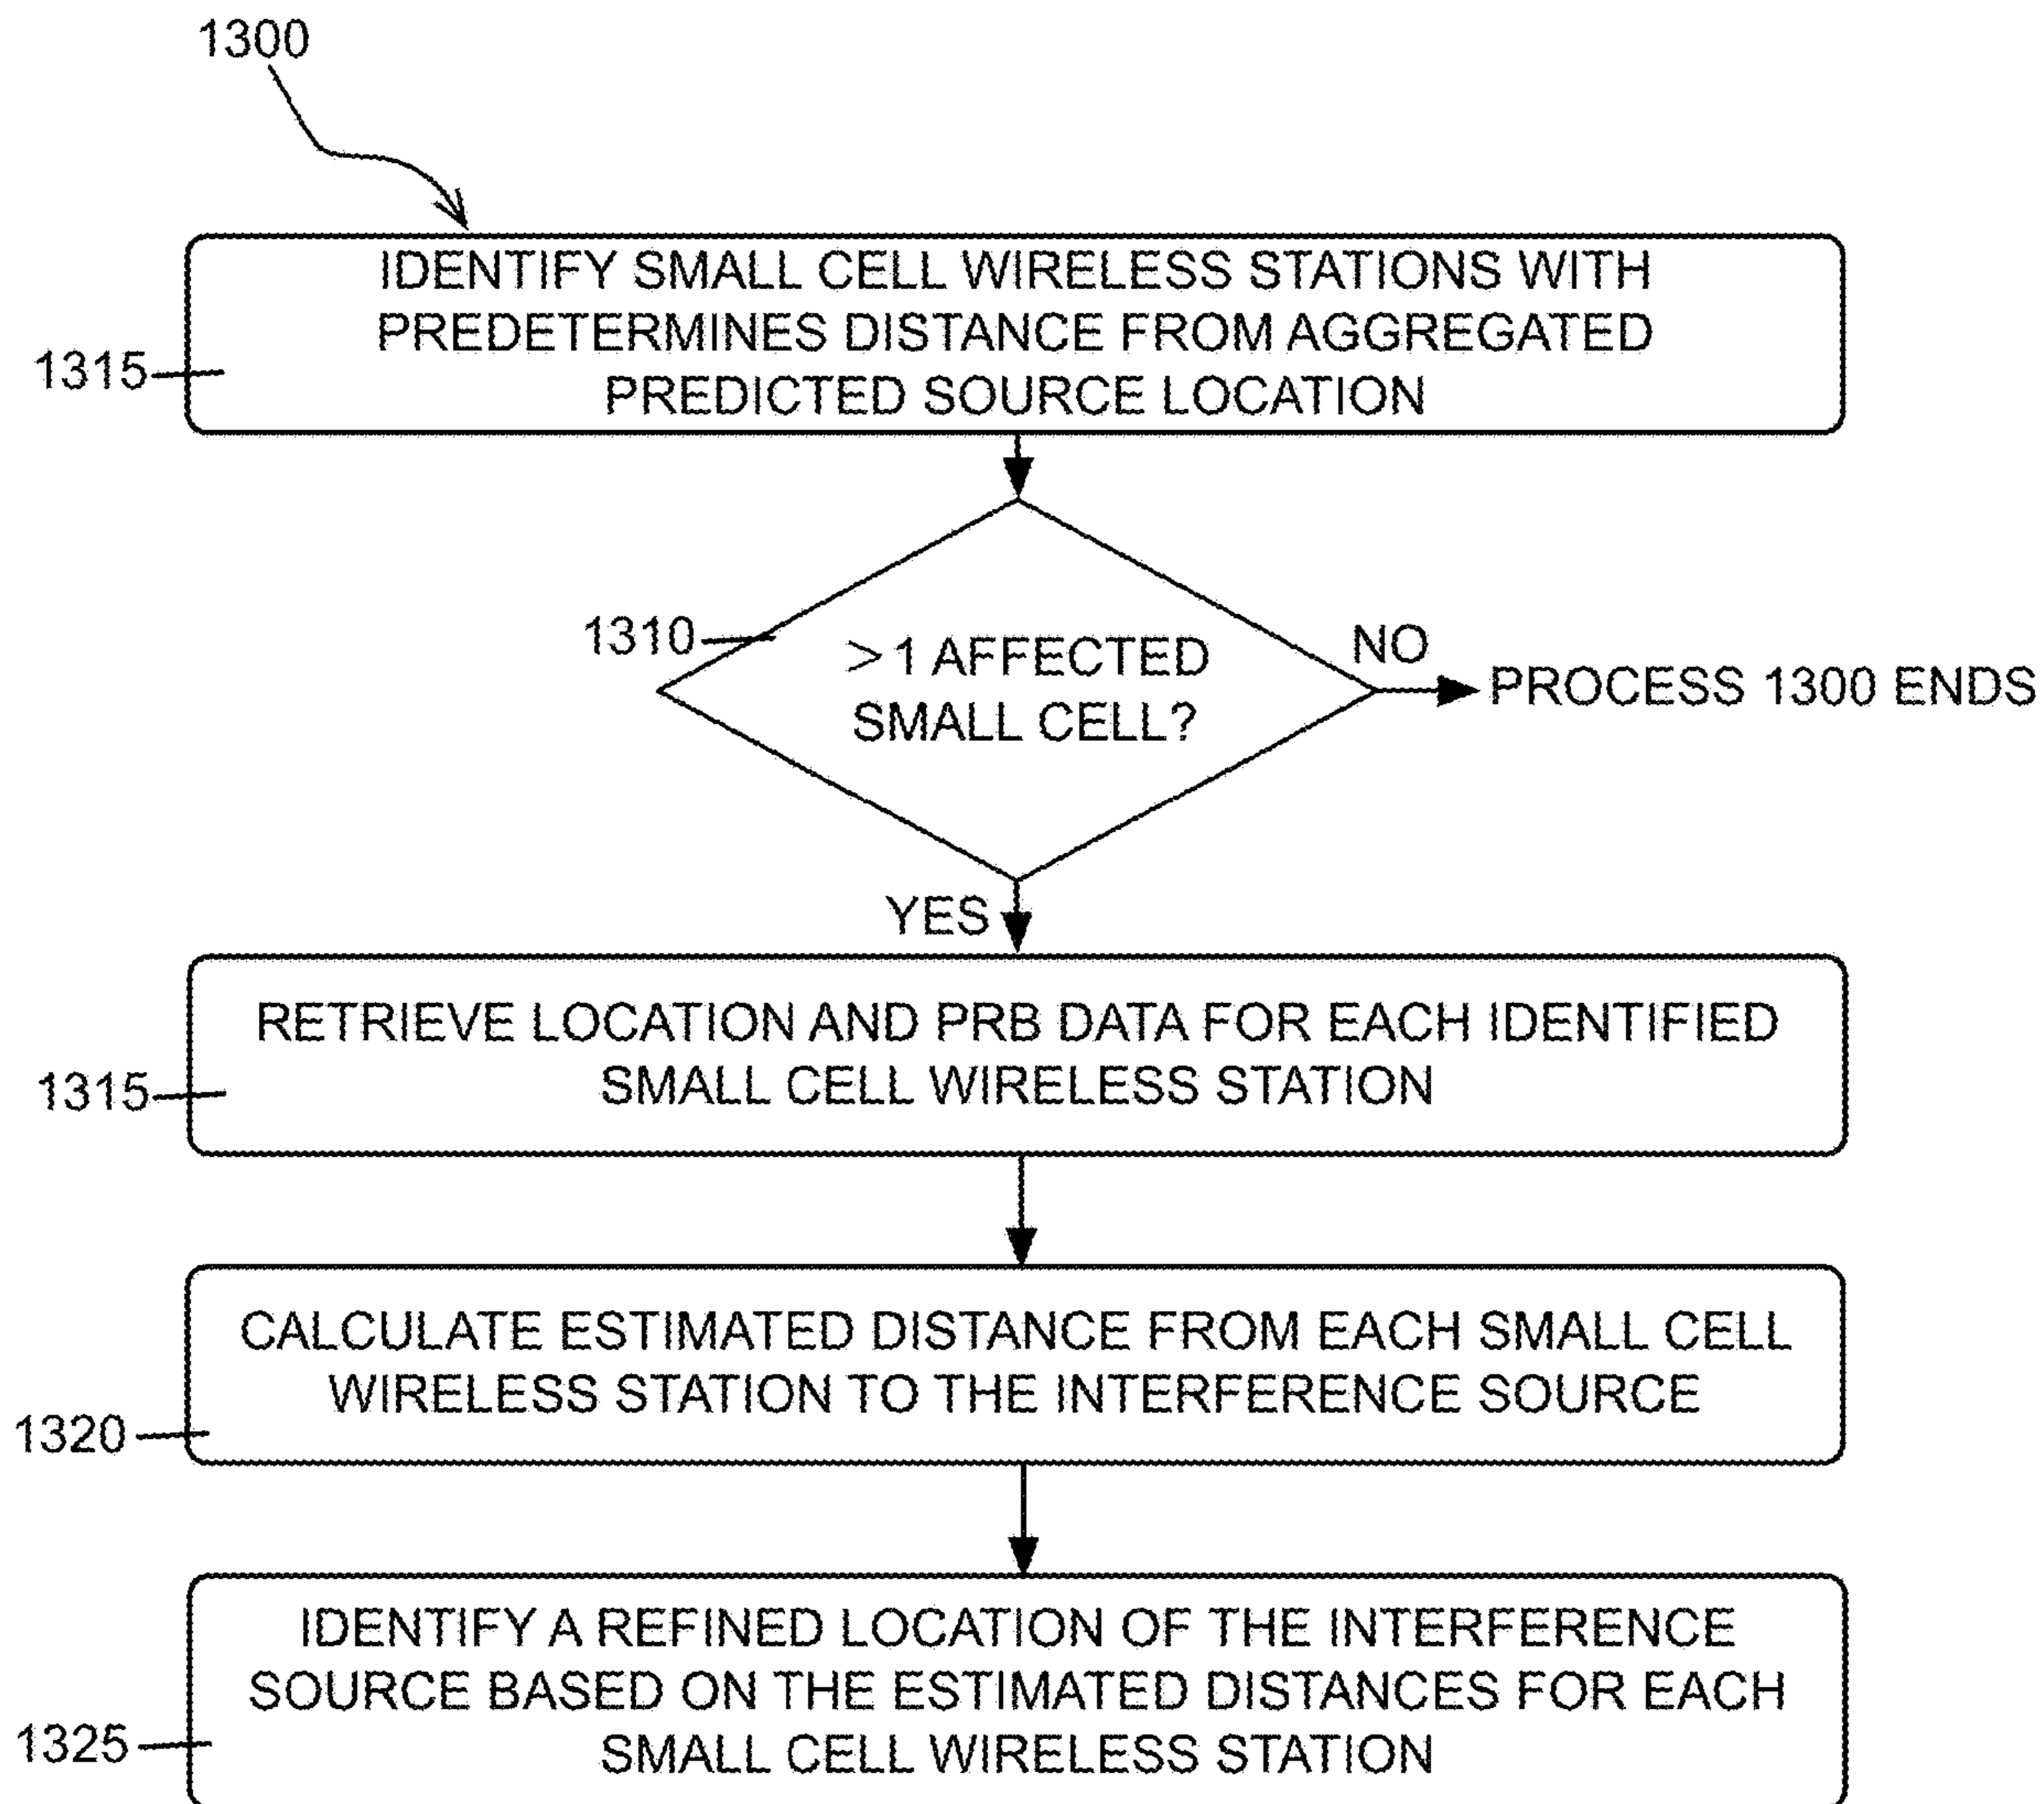 1300
IDENTIFY SMALL CELL WIRELESS STATIONS WITH
PREDETERMINES DISTANCE FROM AGGREGATED
PREDICTED SOURCE LOCATION
1315
1310
>1 AFFECTED
SMALL CELL?
NO
PROCESS 1300 ENDS
YES
RETRIEVE LOCATION AND PRB DATA FOR EACH IDENTIFIED
SMALL CELL WIRELESS STATION
1315
CALCULATE ESTIMATED DISTANCE FROM EACH SMALL CELL
WIRELESS STATION TO THE INTERFERENCE SOURCE
1320
IDENTIFY A REFINED LOCATION OF THE INTERFERENCE
SOURCE BASED ON THE ESTIMATED DISTANCES FOR EACH
SMALL CELL WIRELESS STATION
1325